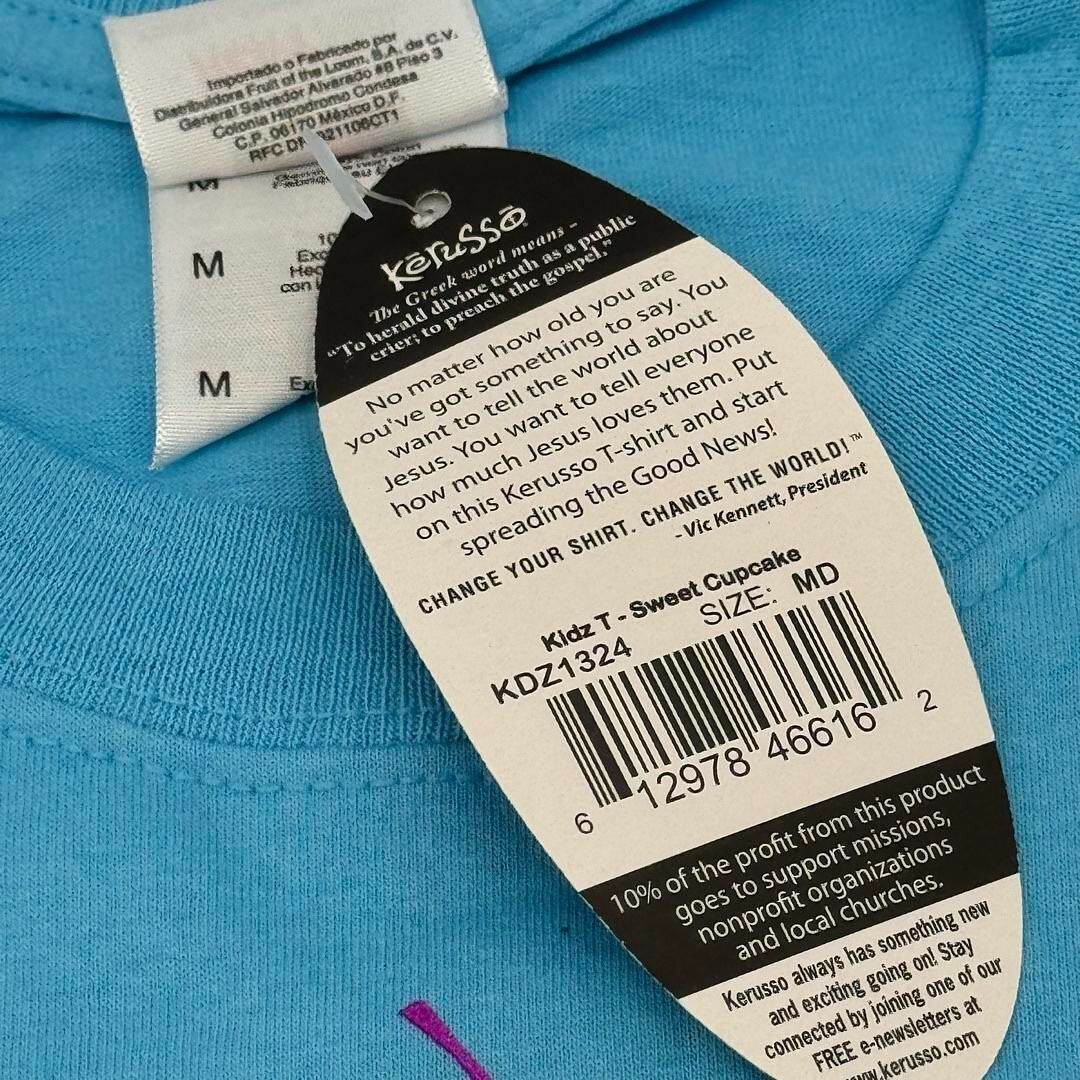 Importado o Fabricado por
Distribuidora Fruit of the Loom, S.A. de C.V.
General Salvador Alvarado #8 Piso 3
Colonia Hipodromo Condesa
C.P. 06170 México D.F.
RFC
M
M
M
kērussō
The Greek word means -
"To herald divine truth as a public
crier; to preach the gospel."
No matter how old you are
you've got something to say. You
want to tell the world about
Jesus. You want to tell everyone
how much Jesus loves them. Put
on this Kerusso T-shirt and start
spreading the Good News!
CHANGE YOUR SHIRT. CHANGE THE WORLD!™
- Vic Kennett, President
Kidz T - Sweet Cupcake
KDZ1324 SIZE: MD
6 12978 46616 2
10% of the profit from this product
goes to support missions,
nonprofit organizations
and local churches.
Kerusso always has something new
and exciting going on! Stay
connected by joining one of our
FREE e-newsletters at
www.kerusso.com